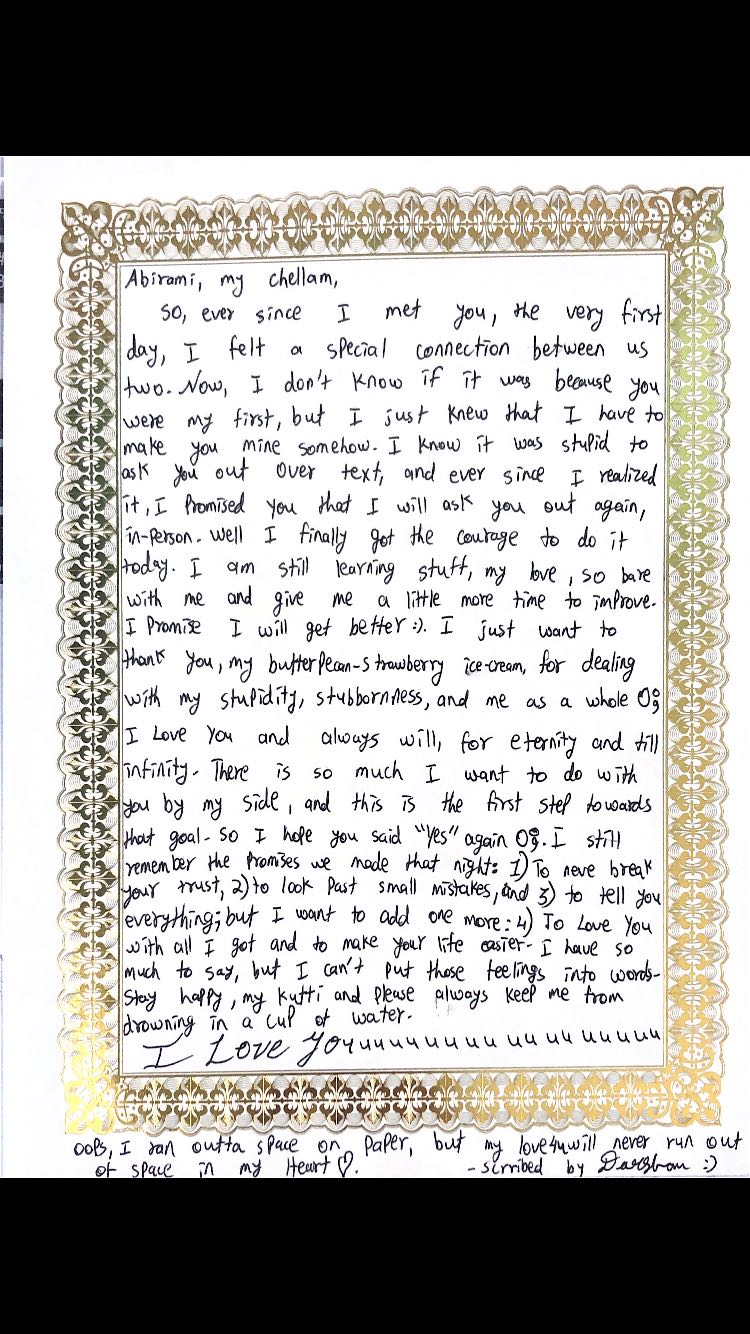 Abirami, my chellam,
so, ever since I met you, the very first
day, I felt a special connection between us
two. Now, I don't know if it was because you
were my first, but I just knew that I have to
make you mine somehow. I know it was stupid to
ask you out over text, and ever since I realized
it, I Promised you that I will ask you out again,
in-Person. well I finally got the courage to do it
today. I am still learning stuff, my love, so bare
with me and give me a little more time to improve.
I Promise I will get better :). I just want to
thank you, my butterPecan-strawberry ice-cream, for dealing
with my stupidity, stubbornness, and me as a whole
I Love You and always will, for eternity and till
infinity. There is so much I want to do with
you by my side, and this is the first step towards
that goal. So I hope you said "yes" again I still
remember the Promises we made that night: 1) To neve break
your trust, 2) to look Past small mistakes, and 3) to tell you
everything; but I want to add one more: 4) To Love You
with all I got and to make your life easier. I have so
much to say, but I can't Put those feelings into words.
Stay happy, my Kutti and Please always keep me from
drowning in a cup of water.
I Love Youuuuuuuuuuuuuuuu
oops, I ran outta space on Paper, but my love4u will never run out
of space in my Heart ♡.
- scrribed by Darshan :)